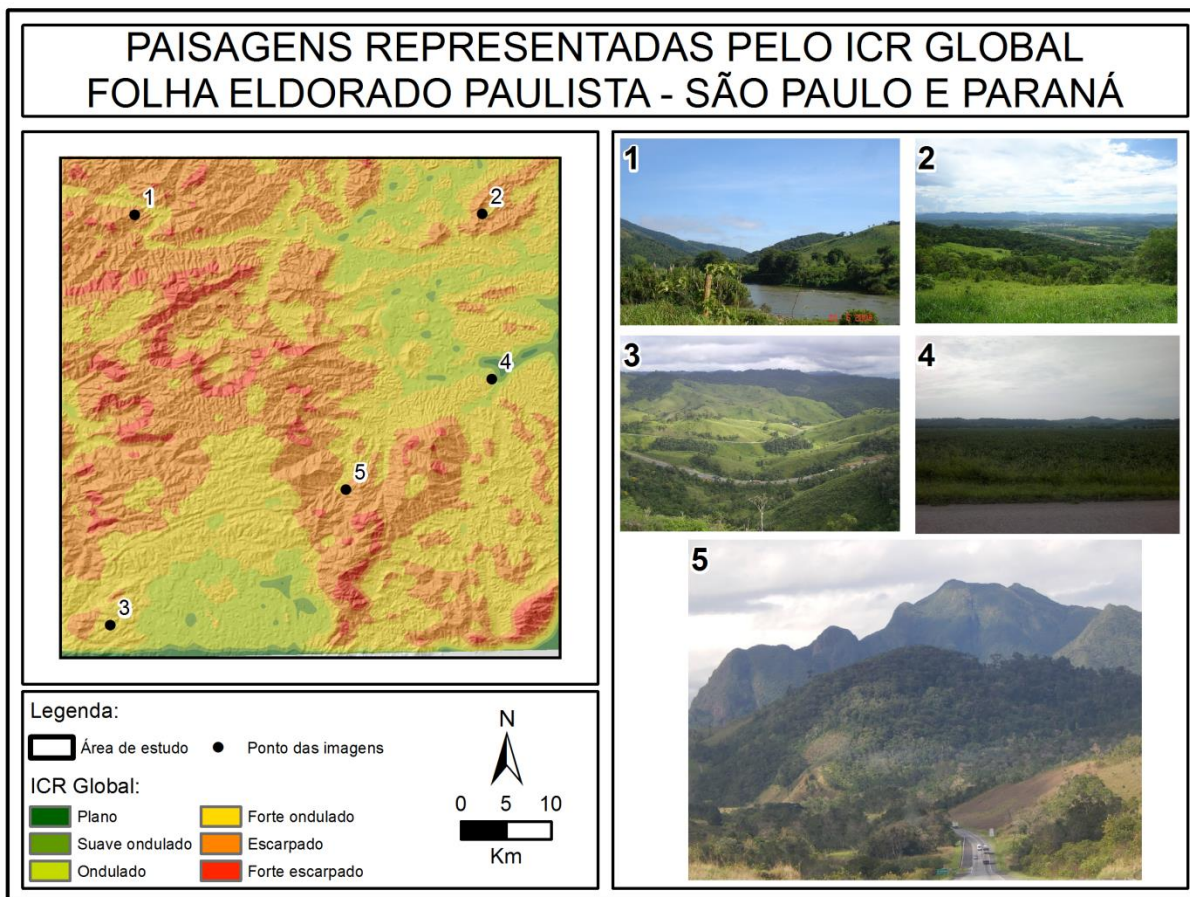 PAISAGENS REPRESENTADAS PELO ICR GLOBAL
FOLHA ELDORADO PAULISTA - SÃO PAULO E PARANÁ
1
2
4
5
3
1
2
3
4
5
Legenda:
Área de estudo
Ponto das imagens
ICR Global:
Plano
Suave ondulado
Ondulado
Forte ondulado
Escarpado
Forte escarpado
N
0 5 10
Km